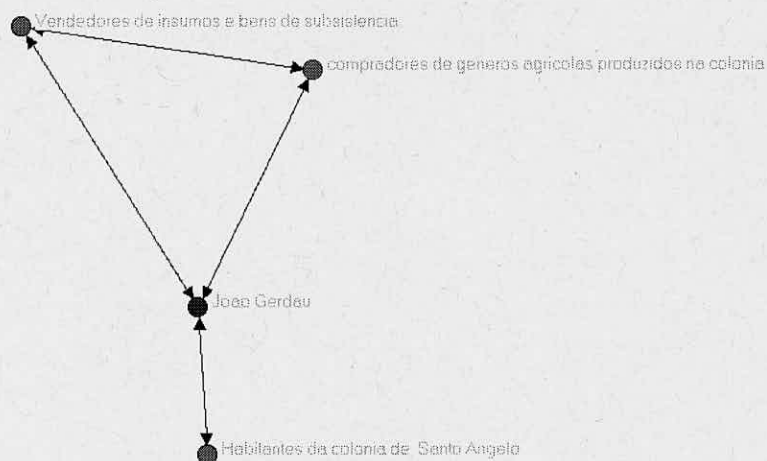 Vendedores de insumos e bens de subsistencia
compradores de generos agricolas produzidos na colonia
Joao Gerdau
Habitantes da colonia de Santo Angelo